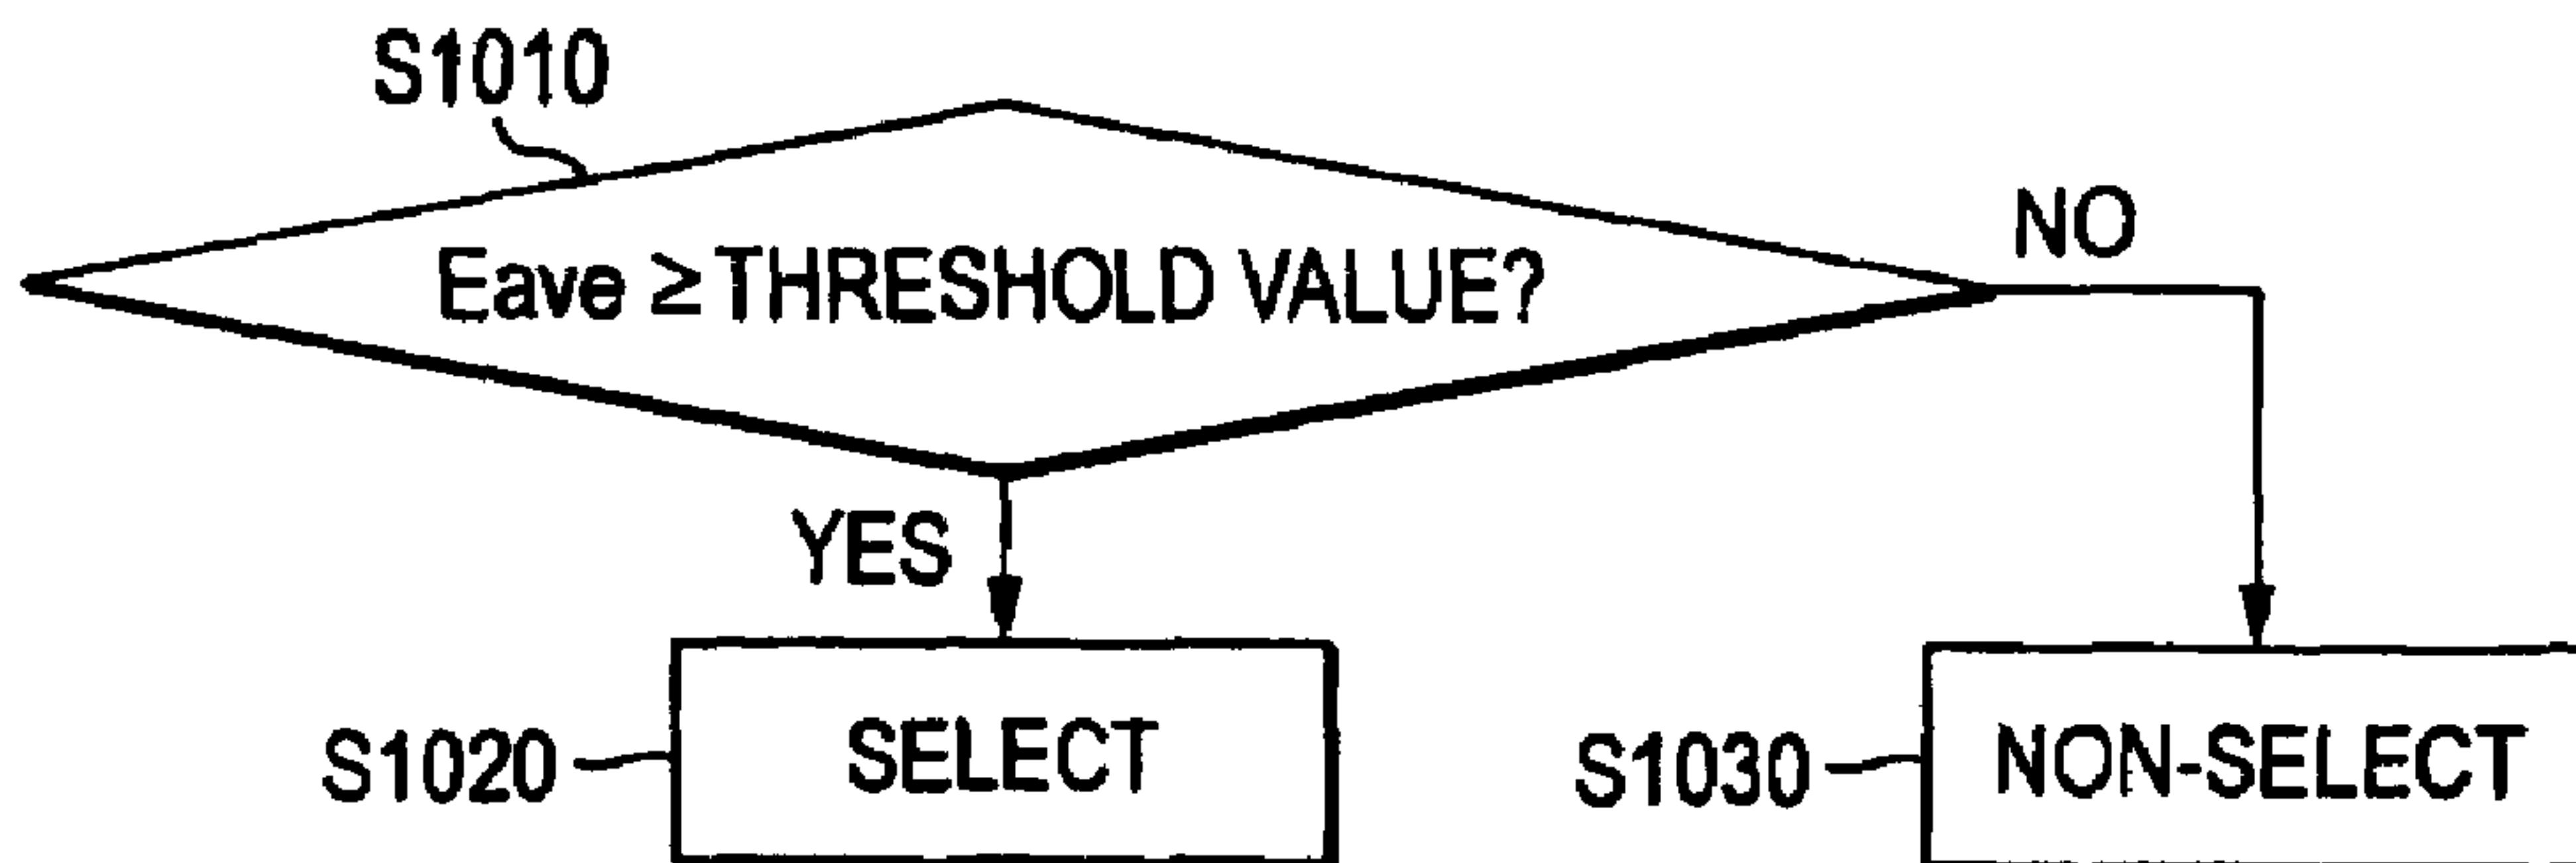 S1010
Eave ≥ THRESHOLD VALUE?
NO
YES
S1020
SELECT
S1030
NON-SELECT